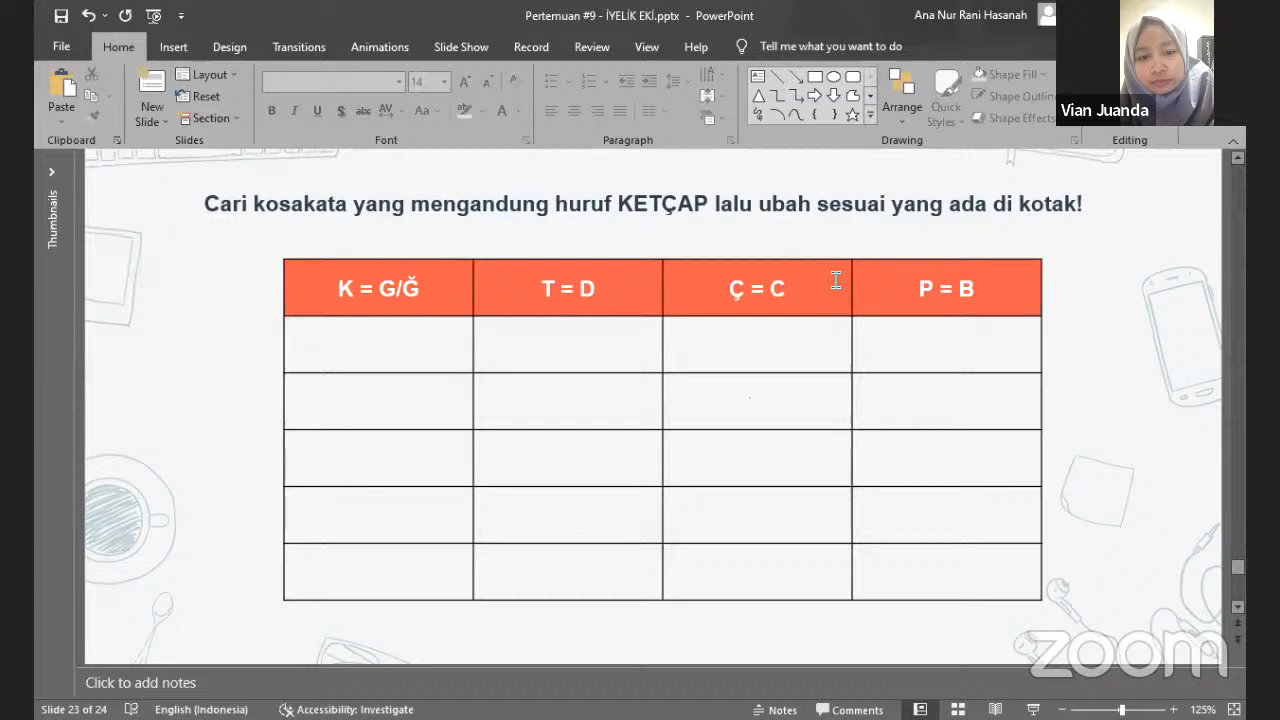 Pertemuan #9 - İYELİK EKİ.pptx - PowerPoint
Ana Nur Rani Hasanah
File Home Insert Design Transitions Animations Slide Show Record Review View Help Tell me what you want to do
Vian Juanda
Paste
New Slide
Layout
Reset
Section
14
B I U S abc AV Aa A
Arrange
Quick Styles
Shape Fill
Shape Outline
Shape Effects
Clipboard Slides Font Paragraph Drawing Editing
Thumbnails
Cari kosakata yang mengandung huruf KETÇAP lalu ubah sesuai yang ada di kotak!
K = G/Ğ T = D Ç = C P = B
zoom
Click to add notes
Slide 23 of 24 English (Indonesia) Accessibility: Investigate Notes Comments 125%